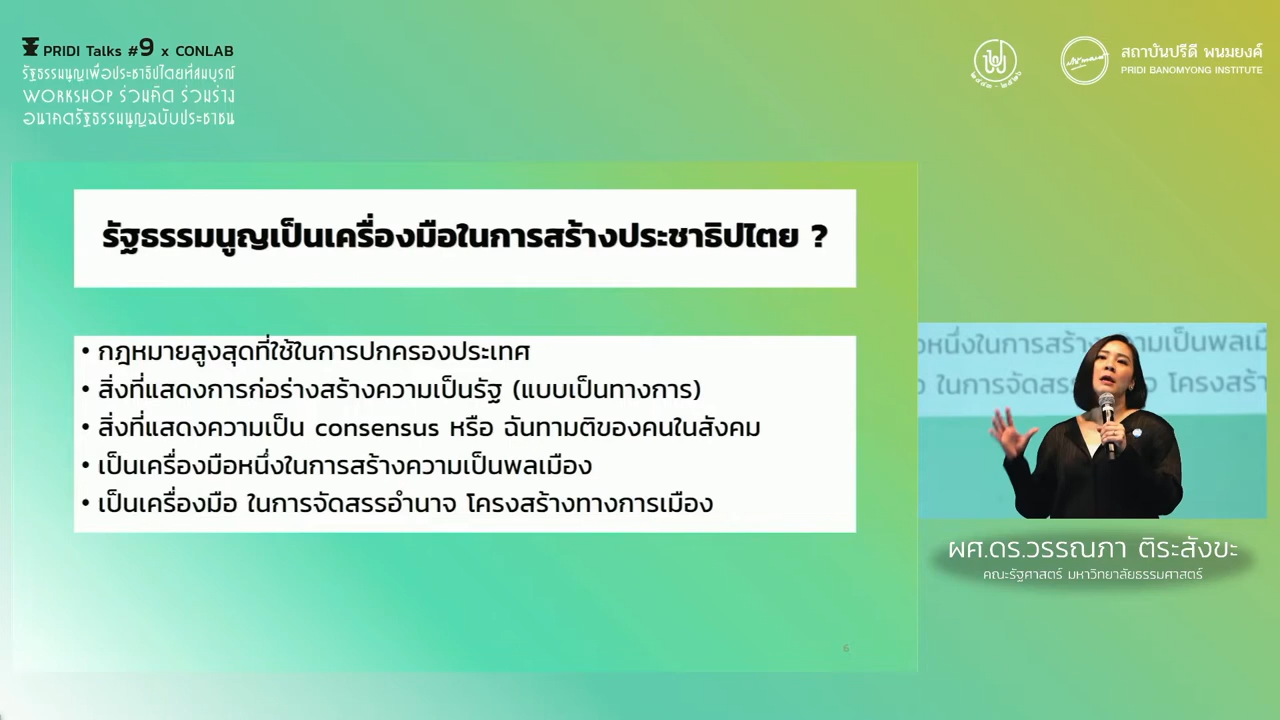 PRIDI Talks #9 x CONLAB
รัฐธรรมนูญเพื่อประชาธิปไตยที่สมบูรณ์
WORKSHOP ร่วมคิด ร่วมร่าง
อนาคตรัฐธรรมนูญฉบับประชาชน
สถาบันปรีดี พนมยงค์
PRIDI BANOMYONG INSTITUTE
รัฐธรรมนูญเป็นเครื่องมือในการสร้างประชาธิปไตย ?
• กฎหมายสูงสุดที่ใช้ในการปกครองประเทศ
• สิ่งที่แสดงการก่อร่างสร้างความเป็นรัฐ (แบบเป็นทางการ)
• สิ่งที่แสดงความเป็น consensus หรือ ฉันทามติของคนในสังคม
• เป็นเครื่องมือหนึ่งในการสร้างความเป็นพลเมือง
• เป็นเครื่องมือ ในการจัดสรรอำนาจ โครงสร้างทางการเมือง
6
ผศ.ดร.วรรณภา ติระสังขะ
คณะรัฐศาสตร์ มหาวิทยาลัยธรรมศาสตร์